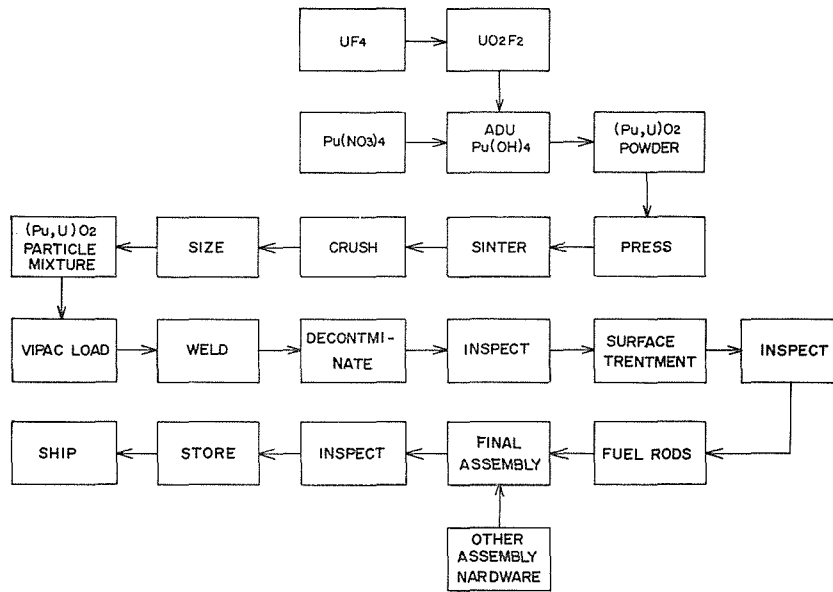 UF4
UO2F2
Pu(NO3)4
ADU
Pu(OH)4
(Pu,U)O2
POWDER
(Pu,U)O2
PARTICLE
MIXTURE
SIZE
CRUSH
SINTER
PRESS
VIPAC LOAD
WELD
DECONTMI-
NATE
INSPECT
SURFACE
TRENTMENT
INSPECT
SHIP
STORE
INSPECT
FINAL
ASSEMBLY
FUEL RODS
OTHER
ASSEMBLY
NARDWARE